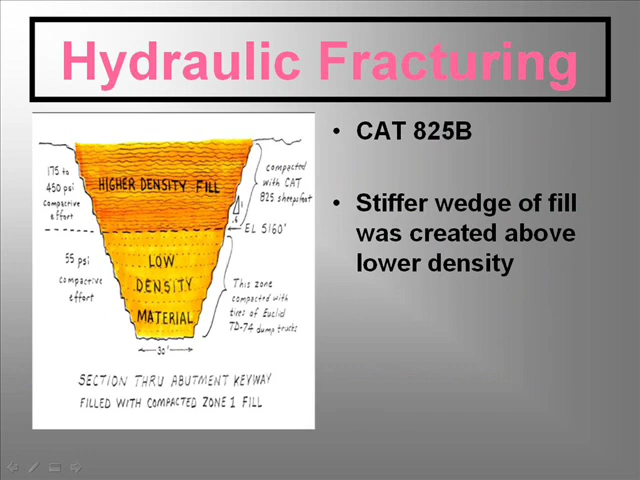 Hydraulic Fracturing
175 to
450 psi
compactive
effort
HIGHER DENSITY FILL
compacted
with CAT
825 sheepsfoot
1
.6
EL 5160'
55 psi
compactive
effort
LOW
DENSITY
MATERIAL
This zone
compacted with
tires of Euclid
TD-74 dump trucks
30'
SECTION THRU ABUTMENT KEYWAY
FILLED WITH COMPACTED ZONE 1 FILL
• CAT 825B
• Stiffer wedge of fill
was created above
lower density